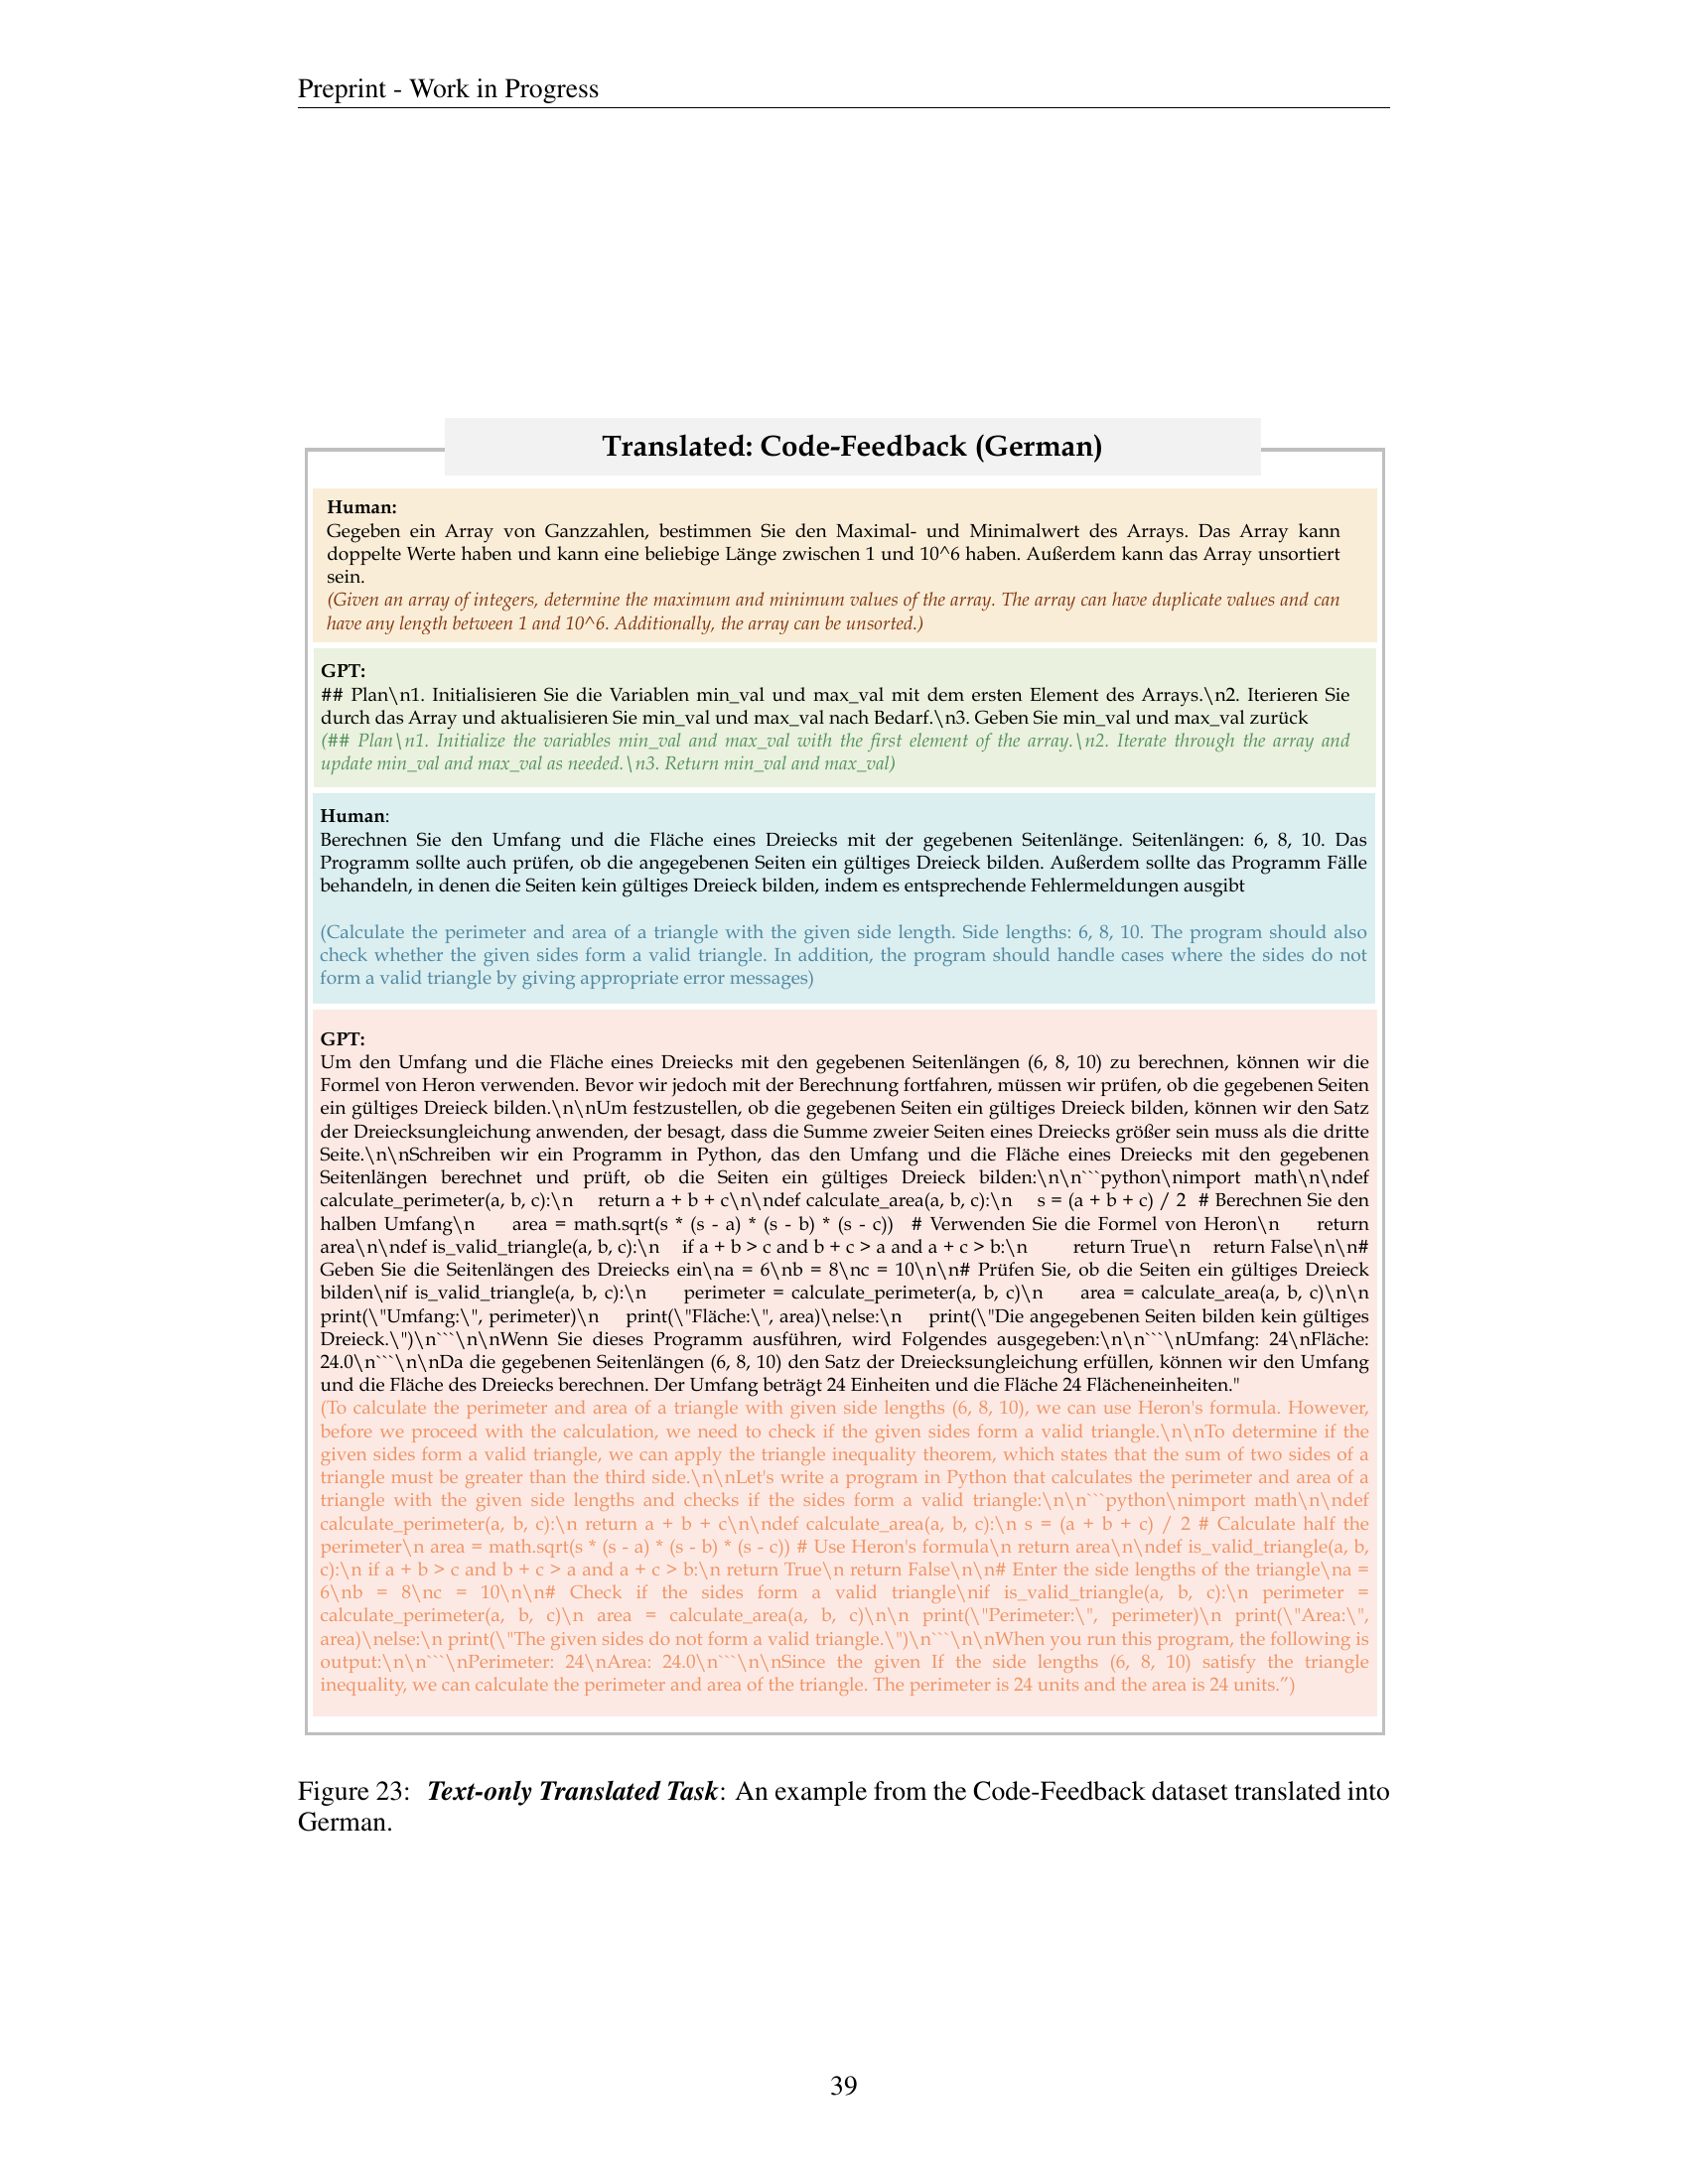 Preprint - Work in Progress
Translated: Code-Feedback (German)
Human:
Gegeben ein Array von Ganzzahlen, bestimmen Sie den Maximal- und Minimalwert des Arrays. Das Array kann
doppelte Werte haben und kann eine beliebige Länge zwischen 1 und 10^6 haben. Außerdem kann das Array unsortiert
sein.
(Given an array of integers, determine the maximum and minimum values of the array. The array can have duplicate values and can
have any length between 1 and 10^6. Additionally, the array can be unsorted.)
GPT:
## Plan\n1. Initialisieren Sie die Variablen min_val und max_val mit dem ersten Element des Arrays.\n2. Iterieren Sie
durch das Array und aktualisieren Sie min_val und max_val nach Bedarf.\n3. Geben Sie min_val und max_val zurück
(## Plan\n1. Initialize the variables min_val and max_val with the first element of the array.\n2. Iterate through the array and
update min_val and max_val as needed.\n3. Return min_val and max_val)
Human:
Berechnen Sie den Umfang und die Fläche eines Dreiecks mit der gegebenen Seitenlänge. Seitenlängen: 6, 8, 10. Das
Programm sollte auch prüfen, ob die angegebenen Seiten ein gültiges Dreieck bilden. Außerdem sollte das Programm Fälle
behandeln, in denen die Seiten kein gültiges Dreieck bilden, indem es entsprechende Fehlermeldungen ausgibt
(Calculate the perimeter and area of a triangle with the given side length. Side lengths: 6, 8, 10. The program should also
check whether the given sides form a valid triangle. In addition, the program should handle cases where the sides do not
form a valid triangle by giving appropriate error messages)
GPT:
Um den Umfang und die Fläche eines Dreiecks mit den gegebenen Seitenlängen (6, 8, 10) zu berechnen, können wir die
Formel von Heron verwenden. Bevor wir jedoch mit der Berechnung fortfahren, müssen wir prüfen, ob die gegebenen Seiten
ein gültiges Dreieck bilden.\n\nUm festzustellen, ob die gegebenen Seiten ein gültiges Dreieck bilden, können wir den Satz
der Dreiecksungleichung anwenden, der besagt, dass die Summe zweier Seiten eines Dreiecks größer sein muss als die dritte
Seite.\n\nSchreiben wir ein Programm in Python, das den Umfang und die Fläche eines Dreiecks mit den gegebenen
Seitenlängen berechnet und prüft, ob die Seiten ein gültiges Dreieck bilden:\n\n```python\nimport math\n\ndef
calculate_perimeter(a, b, c):\n    return a + b + c\n\ndef calculate_area(a, b, c):\n    s = (a + b + c) / 2  # Berechnen Sie den
halben Umfang\n    area = math.sqrt(s * (s - a) * (s - b) * (s - c))  # Verwenden Sie die Formel von Heron\n    return
area\n\ndef is_valid_triangle(a, b, c):\n    if a + b > c and b + c > a and a + c > b:\n        return True\n    return False\n\n#
Geben Sie die Seitenlängen des Dreiecks ein\na = 6\nb = 8\nc = 10\n\n# Prüfen Sie, ob die Seiten ein gültiges Dreieck
bilden\nif is_valid_triangle(a, b, c):\n    perimeter = calculate_perimeter(a, b, c)\n    area = calculate_area(a, b, c)\n\n
print(\"Umfang:\", perimeter)\n    print(\"Fläche:\", area)\nelse:\n    print(\"Die angegebenen Seiten bilden kein gültiges
Dreieck.\")\n```\n\nWenn Sie dieses Programm ausführen, wird Folgendes ausgegeben:\n\n```\nUmfang: 24\nFläche:
24.0\n```\n\nDa die gegebenen Seitenlängen (6, 8, 10) den Satz der Dreiecksungleichung erfüllen, können wir den Umfang
und die Fläche des Dreiecks berechnen. Der Umfang beträgt 24 Einheiten und die Fläche 24 Flächeneinheiten."
(To calculate the perimeter and area of a triangle with given side lengths (6, 8, 10), we can use Heron's formula. However,
before we proceed with the calculation, we need to check if the given sides form a valid triangle.\n\nTo determine if the
given sides form a valid triangle, we can apply the triangle inequality theorem, which states that the sum of two sides of a
triangle must be greater than the third side.\n\nLet's write a program in Python that calculates the perimeter and area of a
triangle with the given side lengths and checks if the sides form a valid triangle:\n\n```python\nimport math\n\ndef
calculate_perimeter(a, b, c):\n return a + b + c\n\ndef calculate_area(a, b, c):\n s = (a + b + c) / 2 # Calculate half the
perimeter\n area = math.sqrt(s * (s - a) * (s - b) * (s - c)) # Use Heron's formula\n return area\n\ndef is_valid_triangle(a, b,
c):\n if a + b > c and b + c > a and a + c > b:\n return True\n return False\n\n# Enter the side lengths of the triangle\na =
6\nb = 8\nc = 10\n\n# Check if the sides form a valid triangle\nif is_valid_triangle(a, b, c):\n perimeter =
calculate_perimeter(a, b, c)\n area = calculate_area(a, b, c)\n\n print(\"Perimeter:\", perimeter)\n print(\"Area:\",
area)\nelse:\n print(\"The given sides do not form a valid triangle.\")\n```\n\nWhen you run this program, the following is
output:\n\n```\nPerimeter: 24\nArea: 24.0\n```\n\nSince the given If the side lengths (6, 8, 10) satisfy the triangle
inequality, we can calculate the perimeter and area of the triangle. The perimeter is 24 units and the area is 24 units.”)
Figure 23: Text-only Translated Task: An example from the Code-Feedback dataset translated into
German.
39